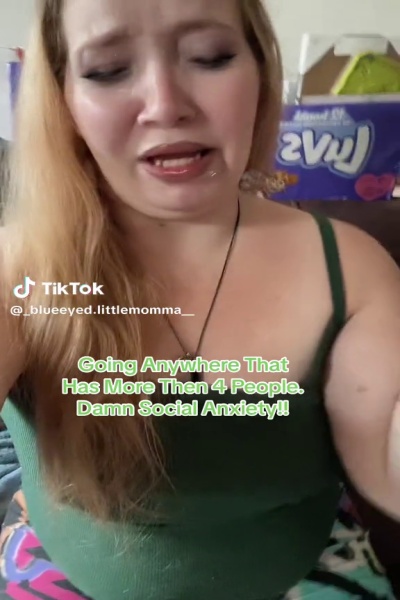 Luvs
TikTok
@_blueeyed.littlemomma__
Going Anywhere That
Has More Then 4 People.
Damn Social Anxiety!!